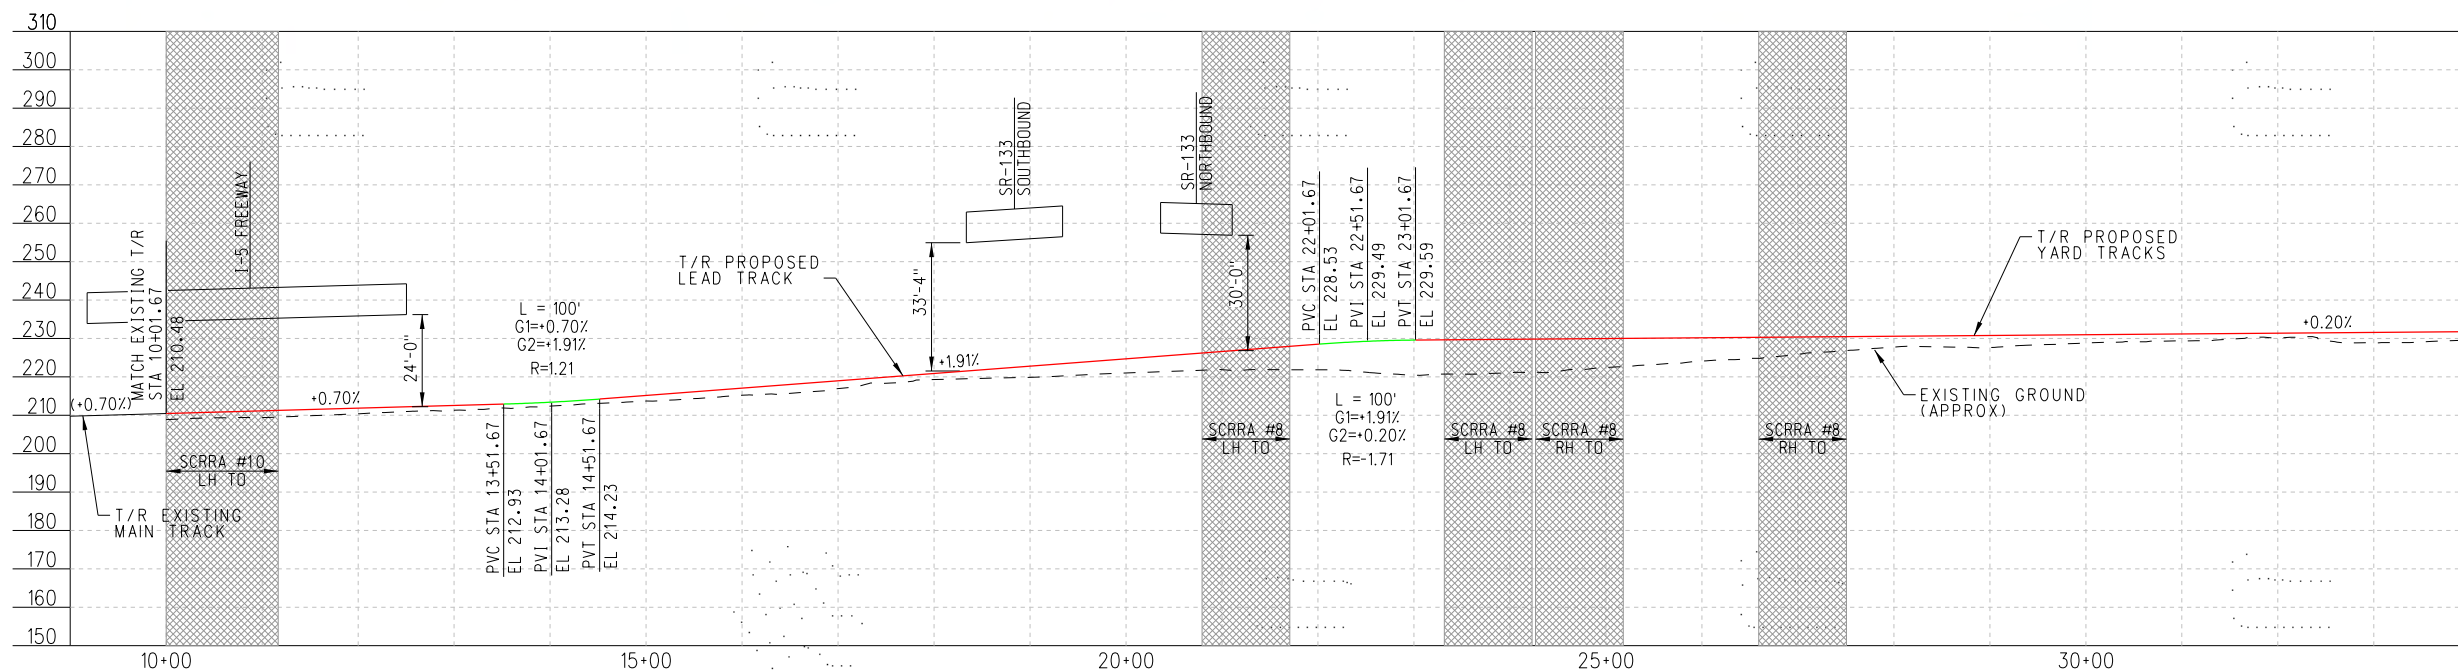 310
300
290
280
270
260
250
240
230
220
210
200
190
180
170
160
150
10+00
15+00
20+00
25+00
30+00
MATCH EXISTING T/R
STA 10+01.67
EL 210.48
I-5 FREEWAY
(+0.70%)
+0.70%
24'-0"
SCRRA #10
LH TO
T/R EXISTING
MAIN TRACK
L = 100'
G1=+0.70%
G2=+1.91%
R=1.21
PVC STA 13+51.67
EL 212.93
PVI STA 14+01.67
EL 213.28
PVT STA 14+51.67
EL 214.23
T/R PROPOSED
LEAD TRACK
33'-4"
+1.91%
SR-133
SOUTHBOUND
SR-133
NORTHBOUND
30'-0"
SCRRA #8
LH TO
PVC STA 22+01.67
EL 228.53
PVI STA 22+51.67
EL 229.49
PVT STA 23+01.67
EL 229.59
L = 100'
G1=+1.91%
G2=+0.20%
R=-1.71
SCRRA #8
LH TO
SCRRA #8
RH TO
SCRRA #8
RH TO
T/R PROPOSED
YARD TRACKS
EXISTING GROUND
(APPROX)
+0.20%